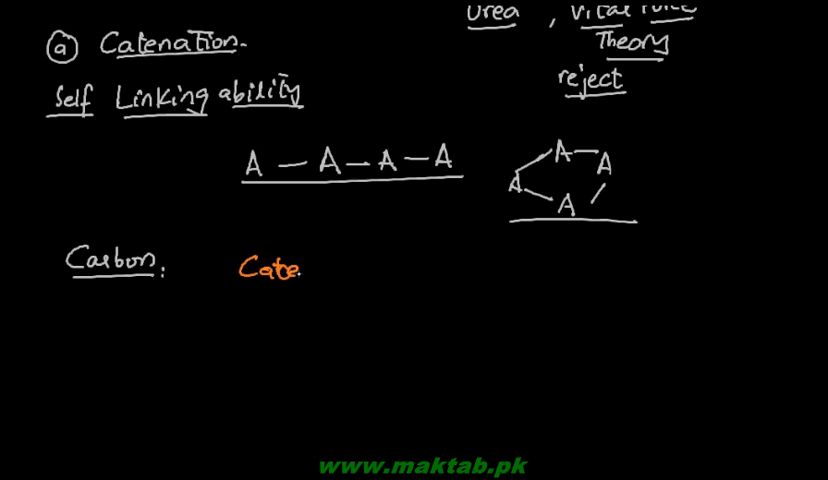 Urea, Vital Force
Theory
reject
(a) Catenation.
Self Linking ability
A — A — A — A
A — A
A A
Carbon.
Cate
www.maktab.pk